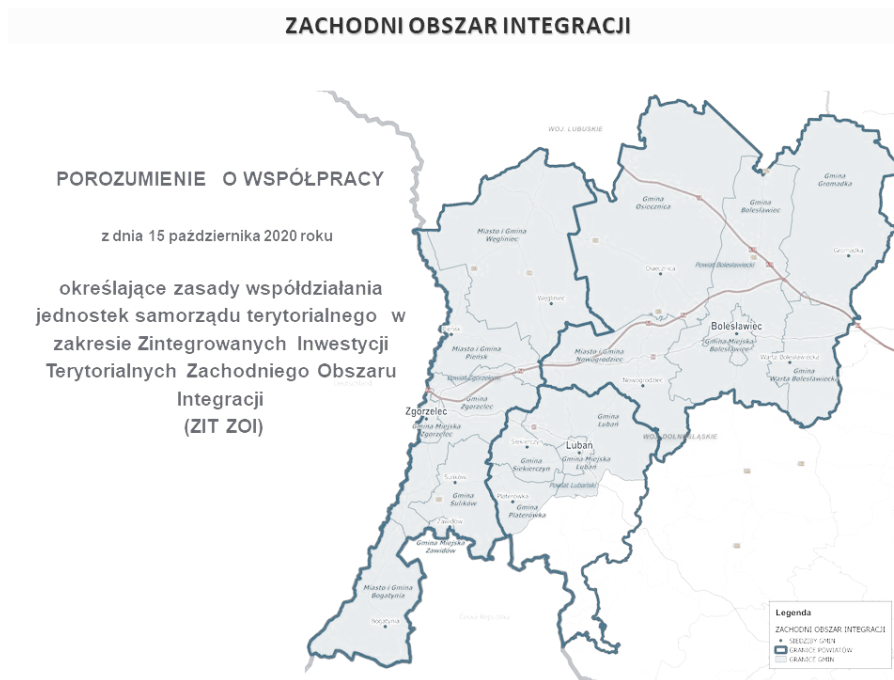 ZACHODNI OBSZAR INTEGRACJI
POROZUMIENIE O WSPÓŁPRACY
z dnia 15 października 2020 roku
określające zasady współdziałania
jednostek samorządu terytorialnego w
zakresie Zintegrowanych Inwestycji
Terytorialnych Zachodniego Obszaru
Integracji
(ZIT ZOI)
WOJ. LUBUSKIE
Gmina
Gromadka
Gmina
Osiecznica
Gmina
Bolesławiec
Miasto i Gmina
Węgliniec
Gromadka
Powiat Bolesławiecki
Osiecznica
Węgliniec
Bolesławiec
Gmina Miejska
Bolesławiec
Miasto i Gmina
Pieńsk
Miasto i Gmina
Nowogrodziec
Warta Bolesławiecka
Gmina
Warta Bolesławiecka
Powiat Zgorzelecki
Nowogrodziec
Deutschland
Gmina
Zgorzelec
Zgorzelec
Gmina Miejska
Zgorzelec
Gmina
Lubań
WOJ. DOLNOŚLĄSKIE
Siekierczyn
Lubań
Gmina
Siekierczyn
Gmina Miejska
Lubań
Sulików
Powiat Lubański
Gmina
Sulików
Platerówka
Gmina
Platerówka
Zawidów
Gmina Miejska
Zawidów
Miasto i Gmina
Bogatynia
Bogatynia
Česká Republika
Legenda
ZACHODNI OBSZAR INTEGRACJI
SIEDZIBY GMIN
GRANICE POWIATÓW
GRANICE GMIN